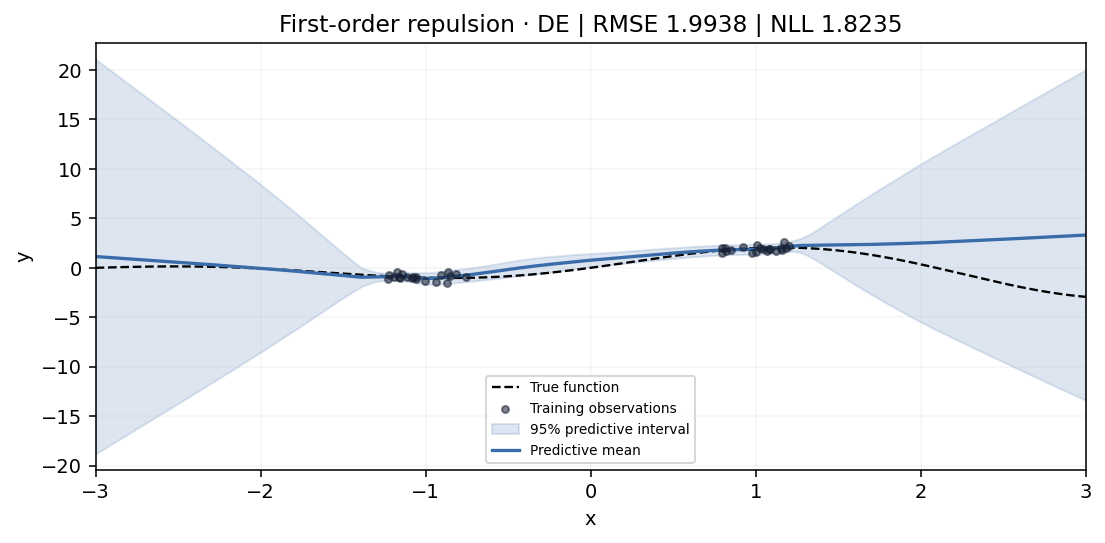 First-order repulsion · DE | RMSE 1.9938 | NLL 1.8235
20
15
10
5
0
−5
−10
−15
−20
y
True function
Training observations
95% predictive interval
Predictive mean
−3 −2 −1 0 1 2 3
x